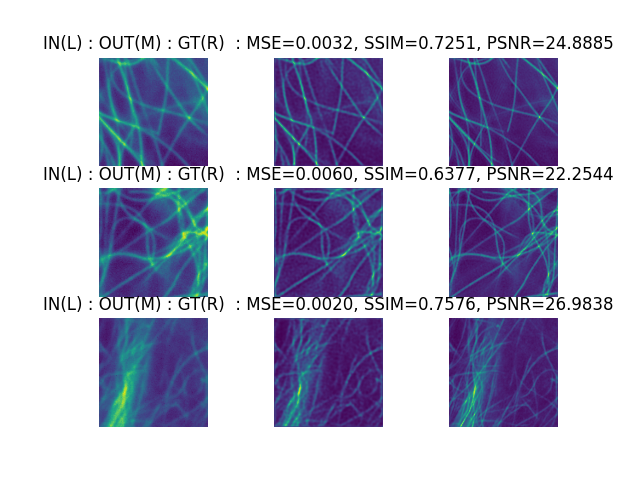 IN(L) : OUT(M) : GT(R)  : MSE=0.0032, SSIM=0.7251, PSNR=24.8885
IN(L) : OUT(M) : GT(R)  : MSE=0.0060, SSIM=0.6377, PSNR=22.2544
IN(L) : OUT(M) : GT(R)  : MSE=0.0020, SSIM=0.7576, PSNR=26.9838